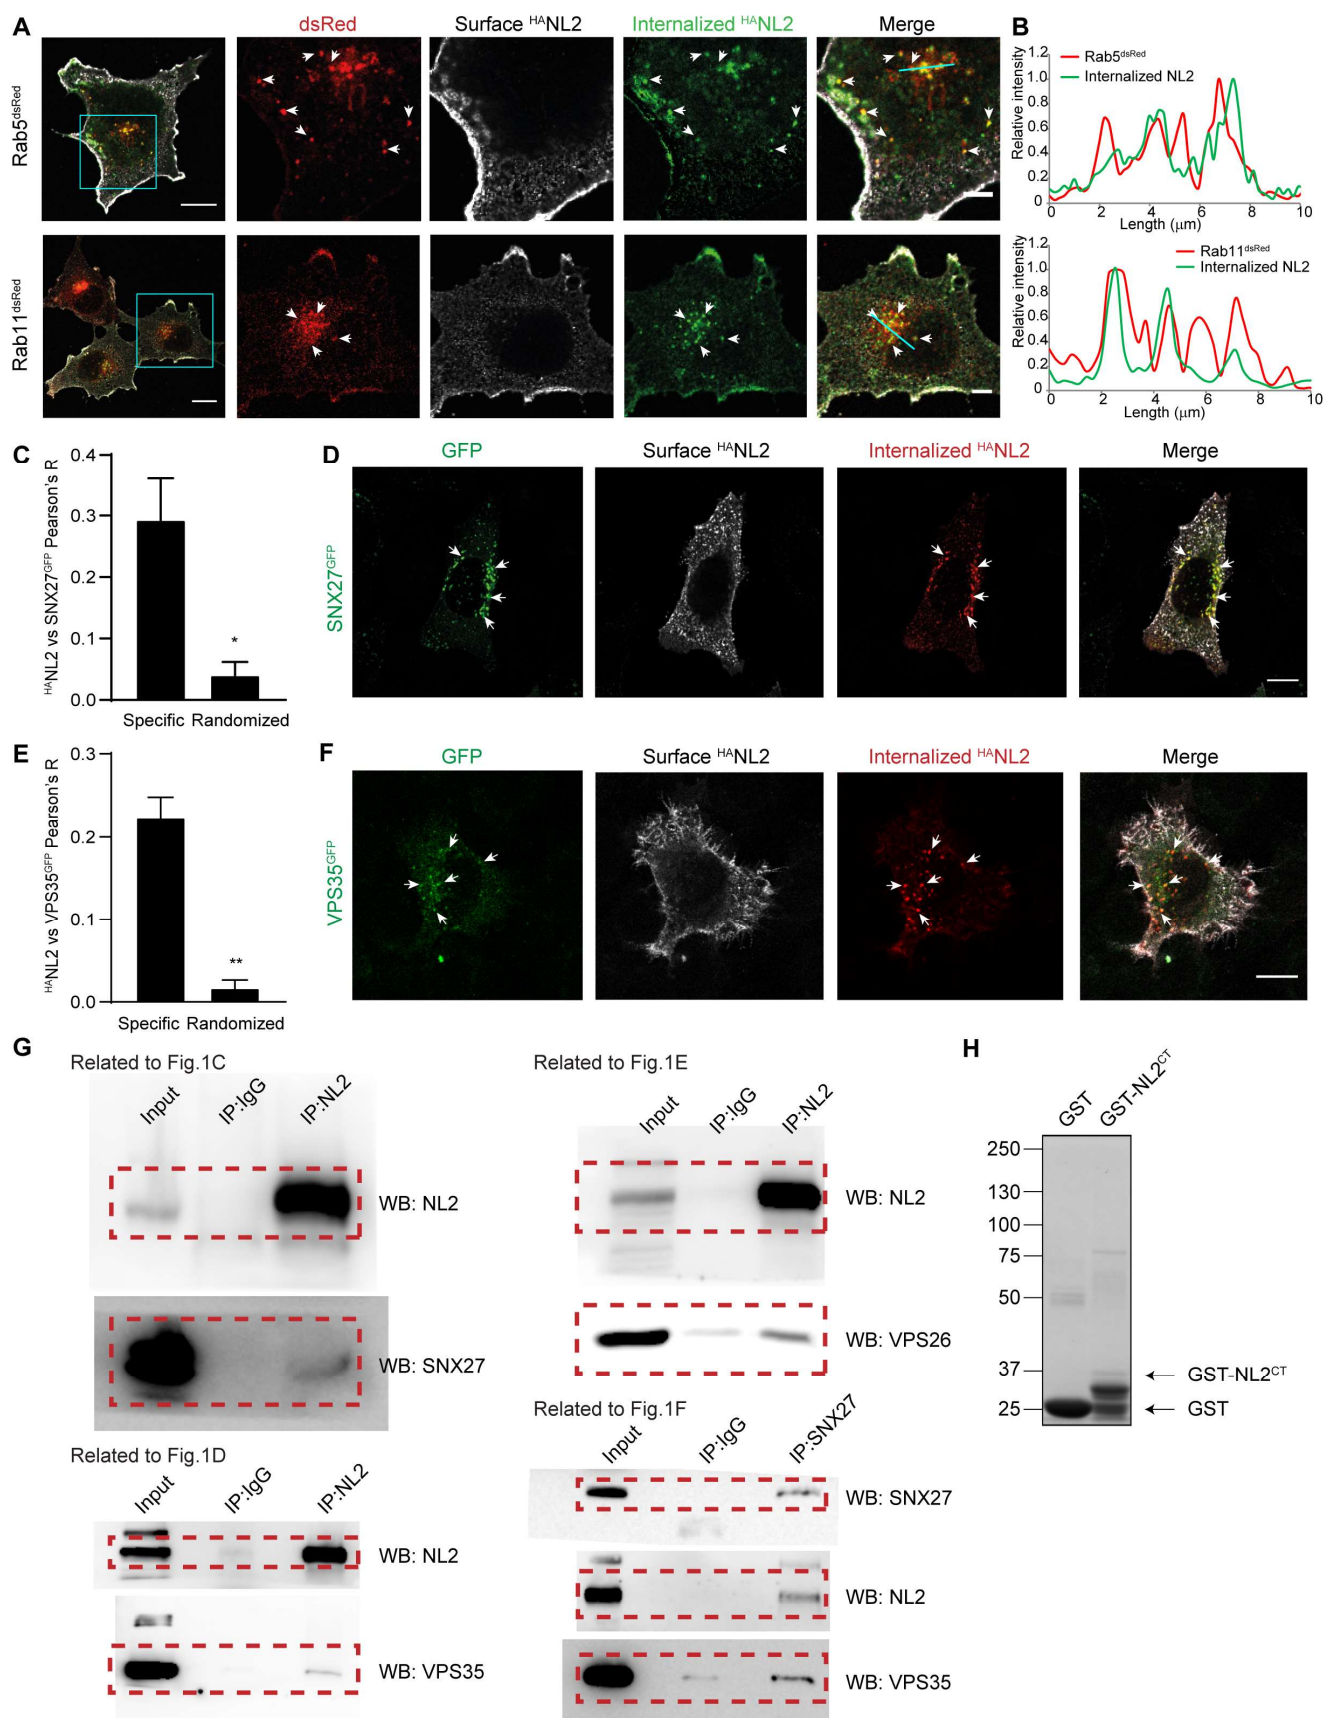 A
dsRed
Surface ᴴᴬNL2
Internalized ᴴᴬNL2
Merge
Rab5ᵈˢᴿᵉᵈ
Rab11ᵈˢᴿᵉᵈ
B
Relative intensity
1.2
1.0
0.8
0.6
0.4
0.2
0
Rab5ᵈˢᴿᵉᵈ
Internalized NL2
0 2 4 6 8 10
Length (µm)
Relative intensity
1.2
1.0
0.8
0.6
0.4
0.2
0
Rab11ᵈˢᴿᵉᵈ
Internalized NL2
0 2 4 6 8 10
Length (µm)
C
ᴴᴬNL2 vs SNX27ᴳᶠᴾ Pearson's R
0.4
0.3
0.2
0.1
0.0
*
Specific Randomized
D
GFP
Surface ᴴᴬNL2
Internalized ᴴᴬNL2
Merge
SNX27ᴳᶠᴾ
E
ᴴᴬNL2 vs VPS35ᴳᶠᴾ Pearson's R
0.3
0.2
0.1
0.0
**
Specific Randomized
F
GFP
Surface ᴴᴬNL2
Internalized ᴴᴬNL2
Merge
VPS35ᴳᶠᴾ
G
Related to Fig.1C
Input
IP:IgG
IP:NL2
WB: NL2
WB: SNX27
Related to Fig.1D
Input
IP:IgG
IP:NL2
WB: NL2
WB: VPS35
Related to Fig.1E
Input
IP:IgG
IP:NL2
WB: NL2
WB: VPS26
Related to Fig.1F
Input
IP:IgG
IP:SNX27
WB: SNX27
WB: NL2
WB: VPS35
H
GST
GST-NL2ᶜᵀ
250
130
100
75
50
37
25
GST-NL2ᶜᵀ
GST